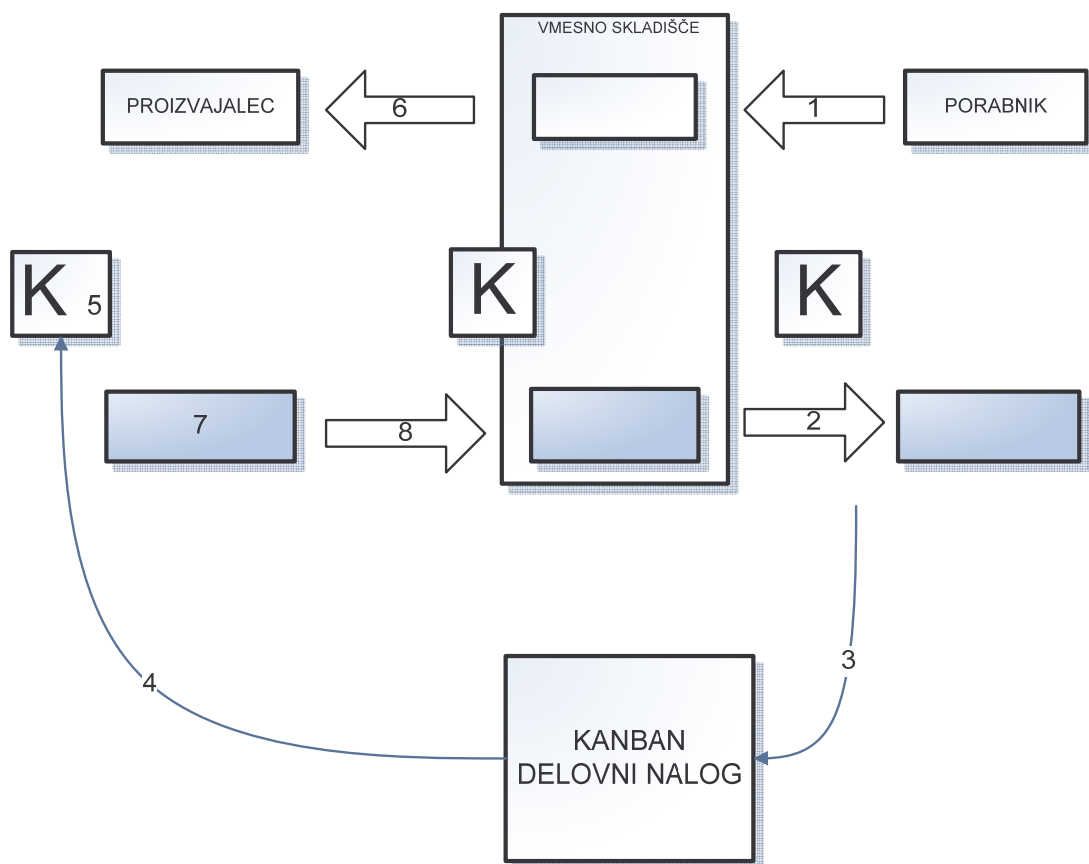 VMESNO SKLADIŠČE
PROIZVAJALEC
6
1
PORABNIK
K 5
K
K
7
8
2
3
4
KANBAN
DELOVNI NALOG